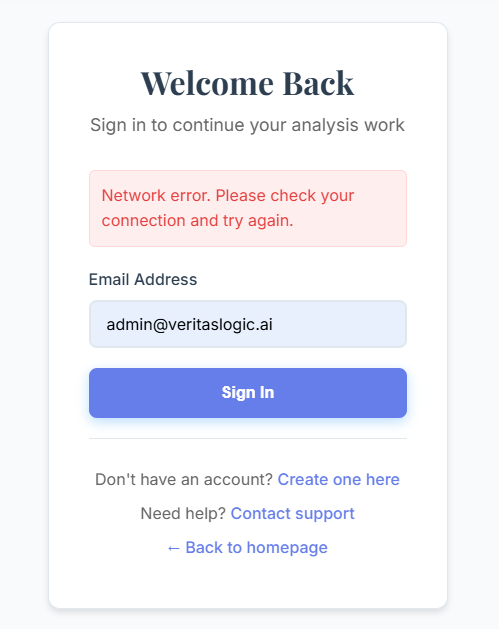 Welcome Back
Sign in to continue your analysis work
Network error. Please check your
connection and try again.
Email Address
admin@veritaslogic.ai
Sign In
Don't have an account? Create one here
Need help? Contact support
← Back to homepage